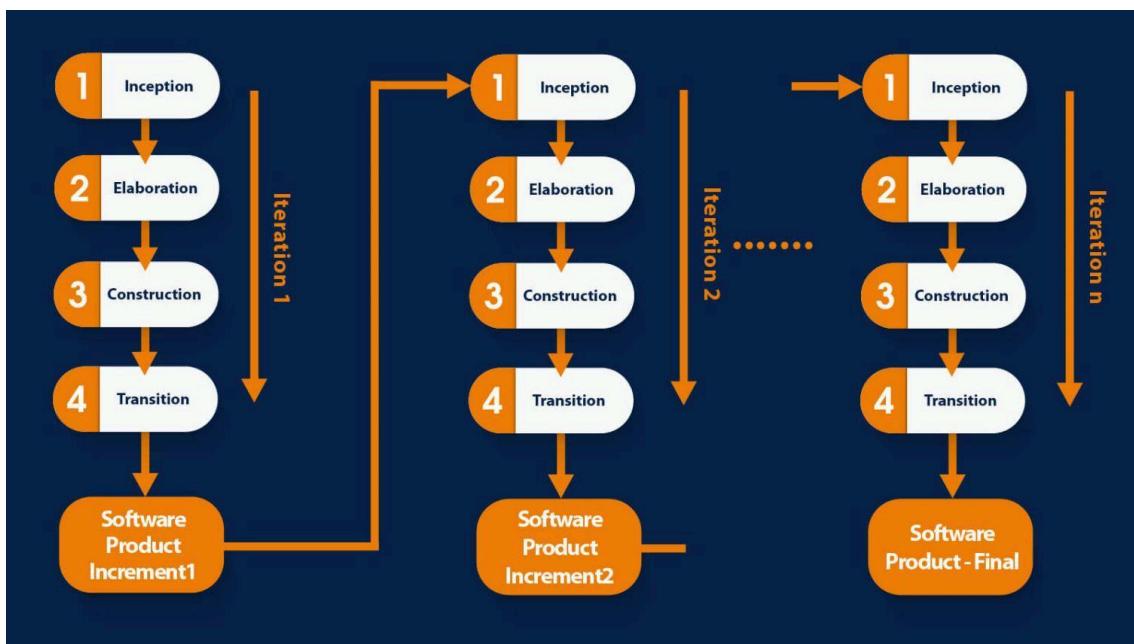 1
Inception
2
Elaboration
3
Construction
4
Transition
Iteration 1
Software
Product
Increment1
1
Inception
2
Elaboration
3
Construction
4
Transition
Iteration 2
Software
Product
Increment2
.......
1
Inception
2
Elaboration
3
Construction
4
Transition
Iteration n
Software
Product - Final